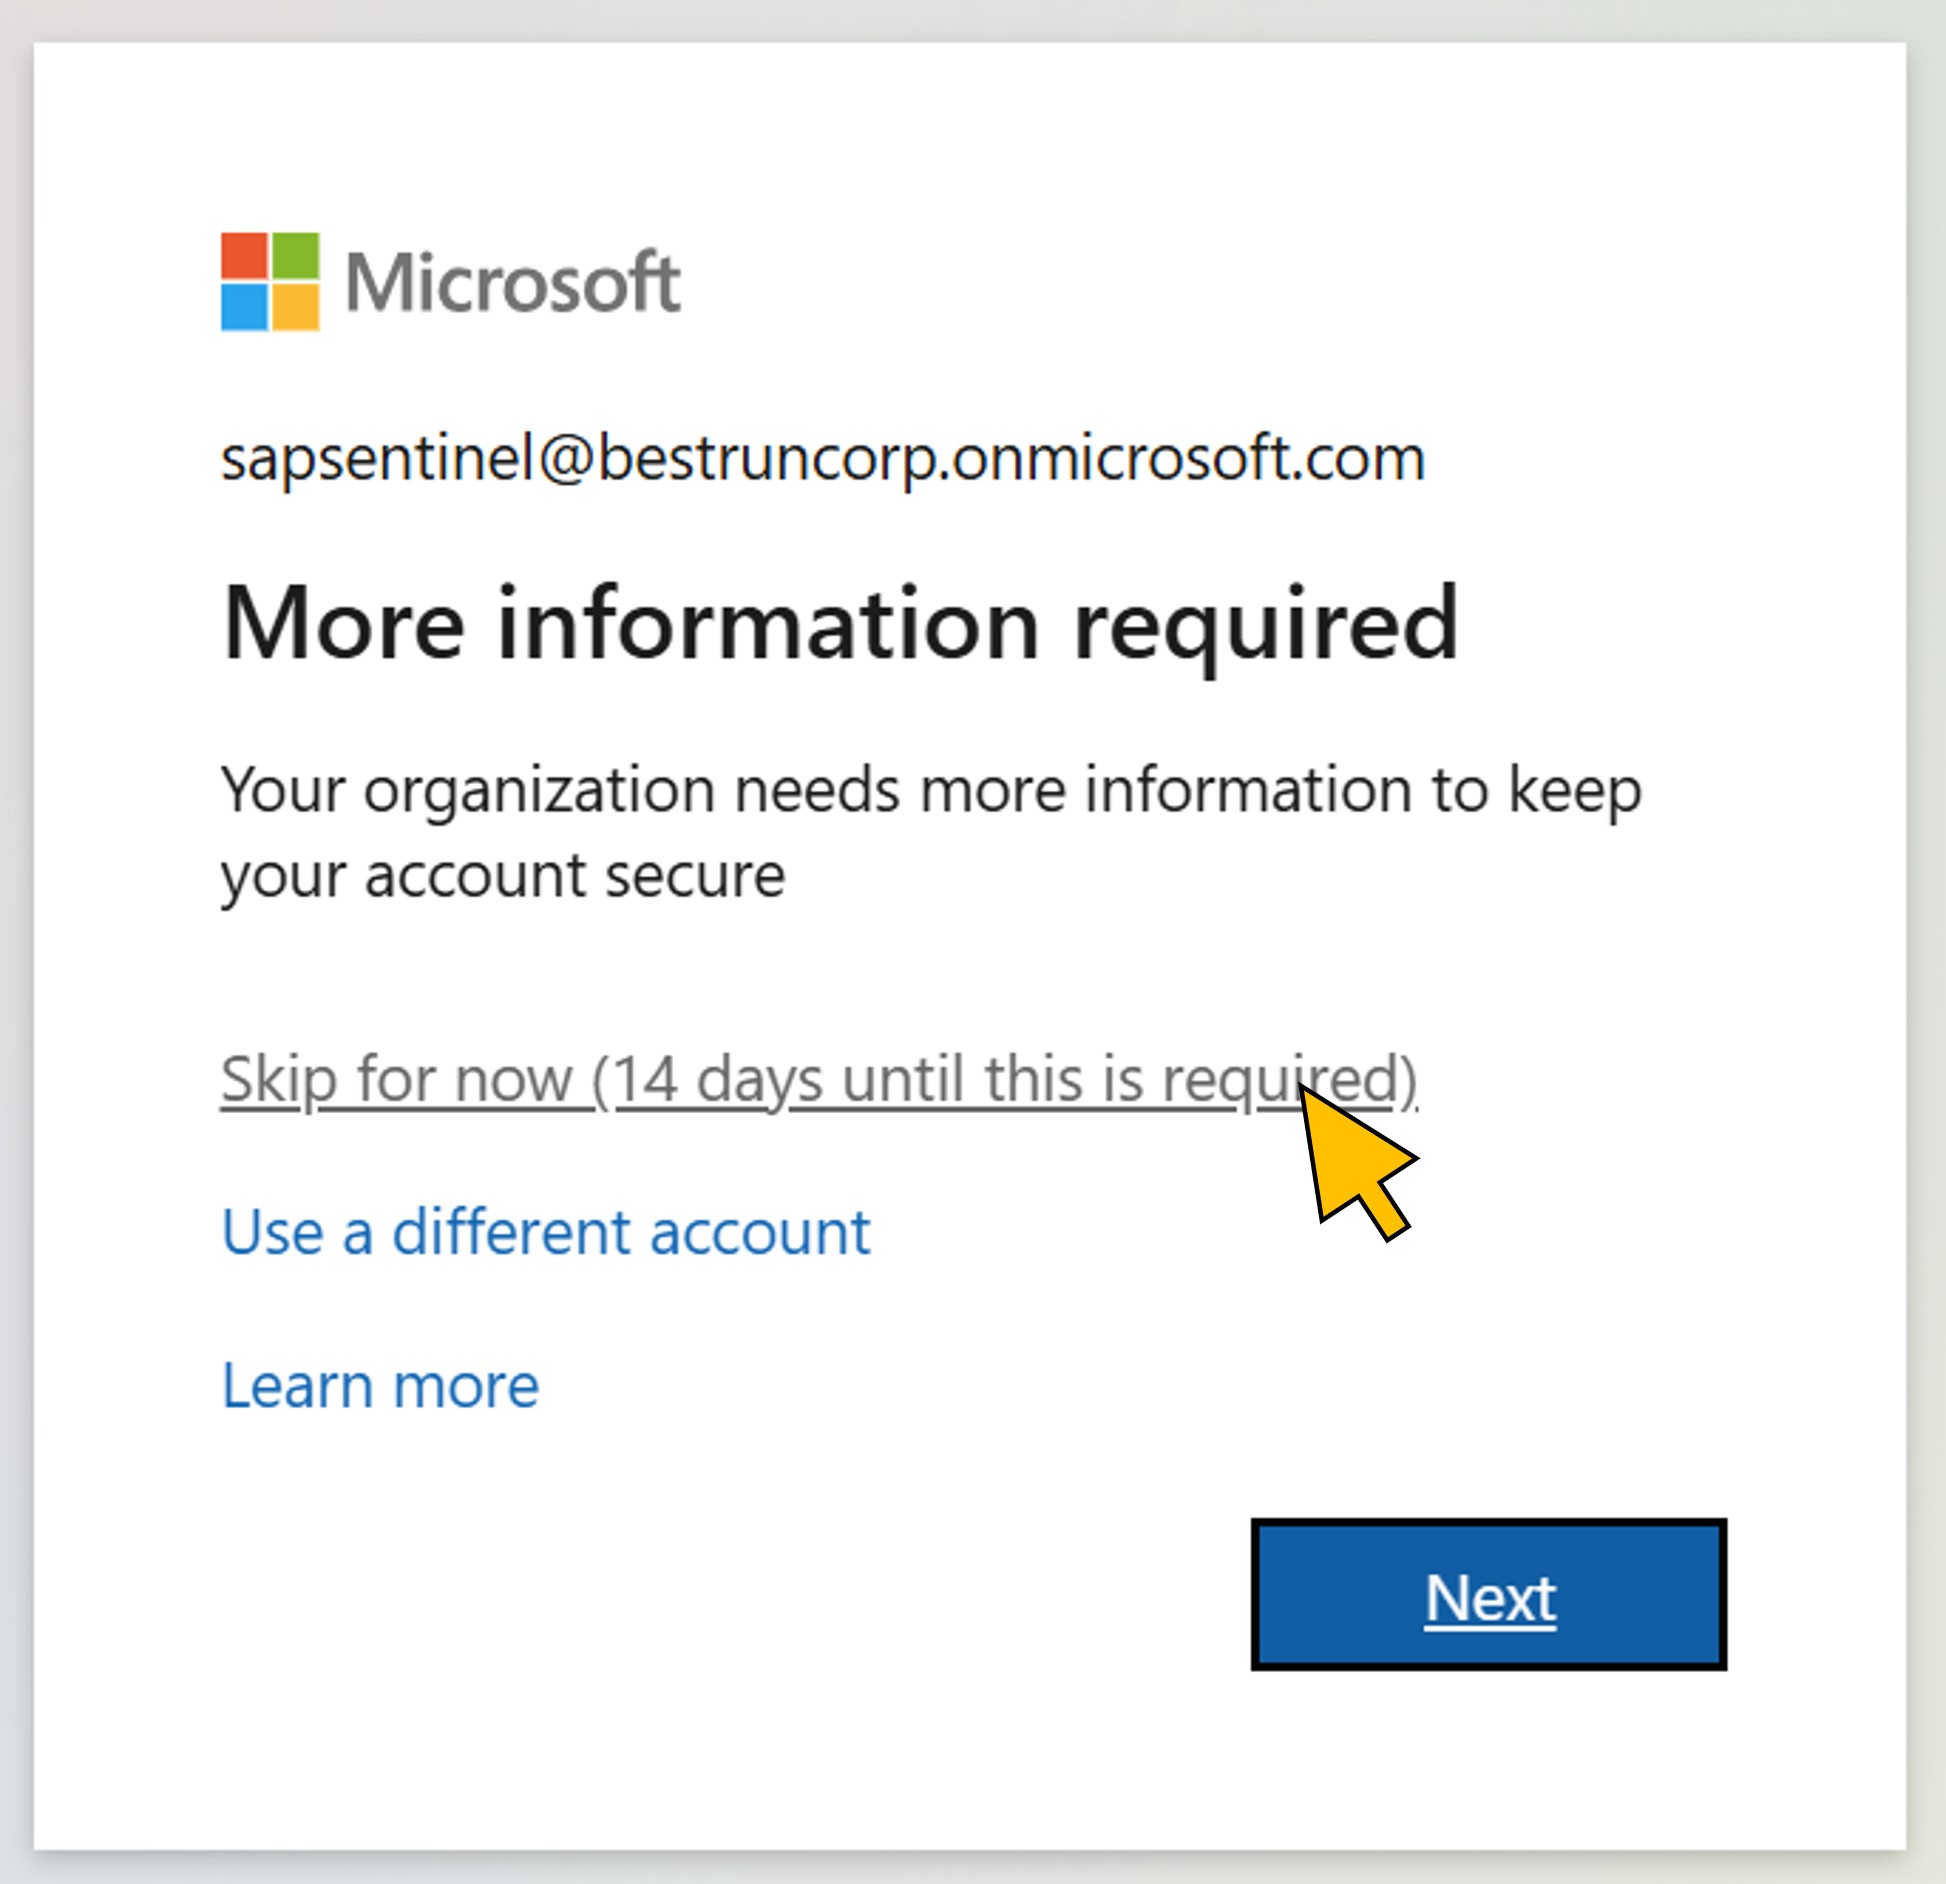 Microsoft
sapsentinel@bestruncorp.onmicrosoft.com
More information required
Your organization needs more information to keep
your account secure
Skip for now (14 days until this is required)
Use a different account
Learn more
Next